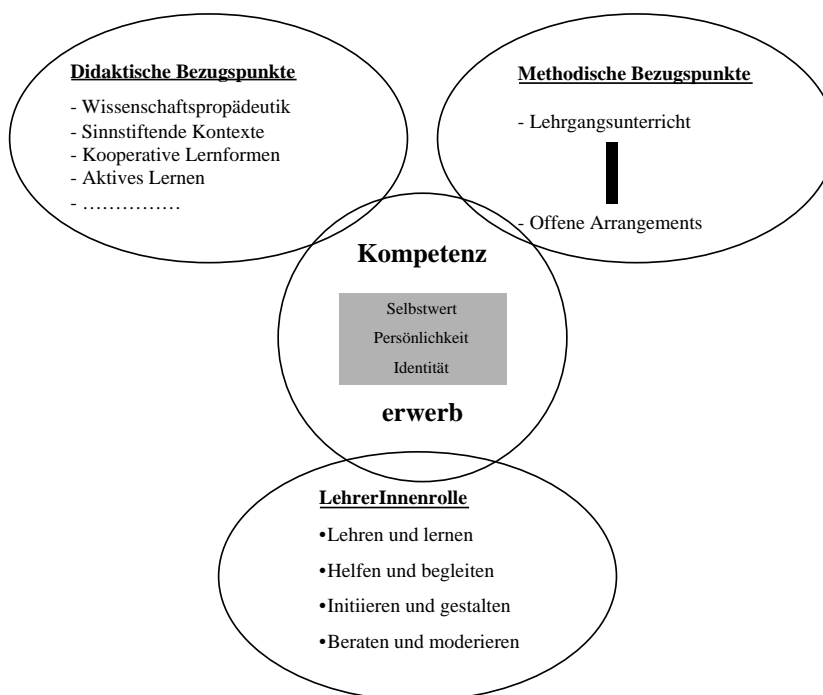 Didaktische Bezugspunkte
- Wissenschaftspropädeutik
- Sinnstiftende Kontexte
- Kooperative Lernformen
- Aktives Lernen
- ……………
Methodische Bezugspunkte
- Lehrgangsunterricht
- Offene Arrangements
Kompetenz
Selbstwert
Persönlichkeit
Identität
erwerb
LehrerInnenrolle
•Lehren und lernen
•Helfen und begleiten
•Initiieren und gestalten
•Beraten und moderieren